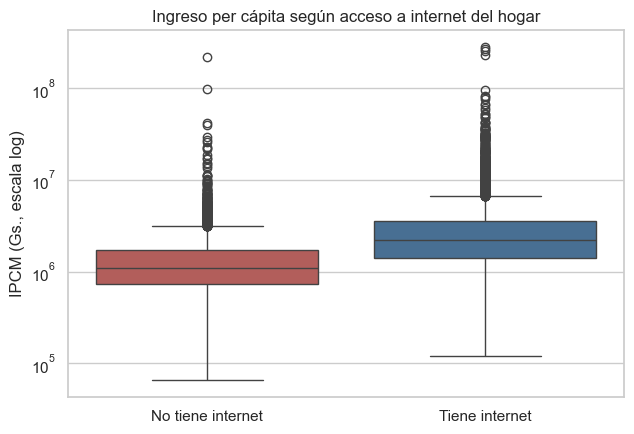 Ingreso per cápita según acceso a internet del hogar
IPCM (Gs., escala log)
10⁸
10⁷
10⁶
10⁵
No tiene internet
Tiene internet